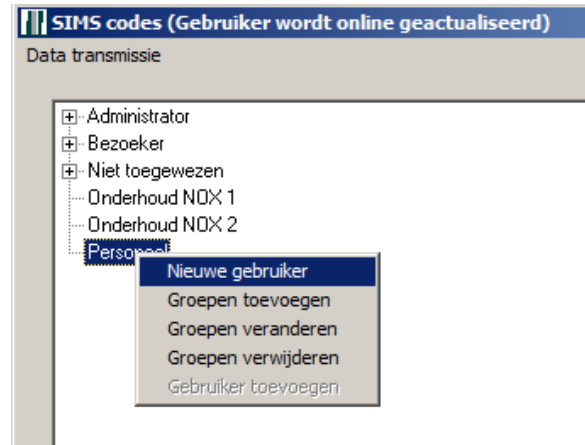 SIMS codes (Gebruiker wordt online geactualiseerd)
Data transmissie
Administrator
Bezoeker
Niet toegewezen
Onderhoud NOX 1
Onderhoud NOX 2
Personeel
Nieuwe gebruiker
Groepen toevoegen
Groepen veranderen
Groepen verwijderen
Gebruiker toevoegen